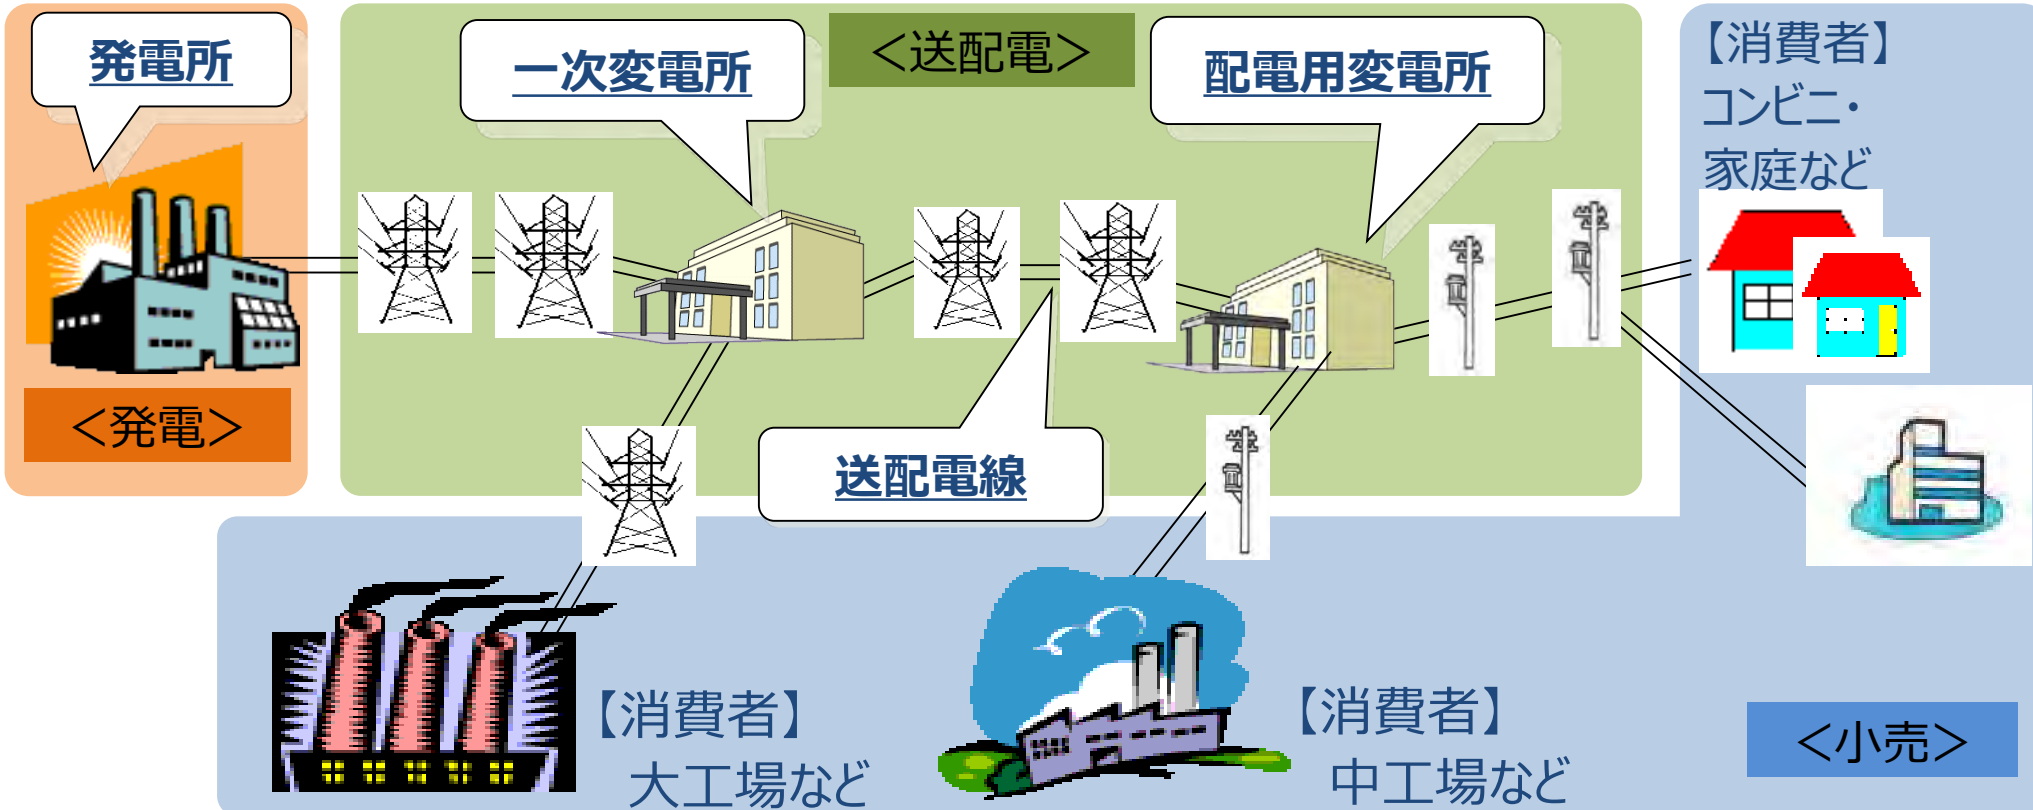 発電所
一次変電所
＜送配電＞
配電用変電所
【消費者】
コンビニ・
家庭など
＜発電＞
送配電線
【消費者】
大工場など
【消費者】
中工場など
＜小売＞